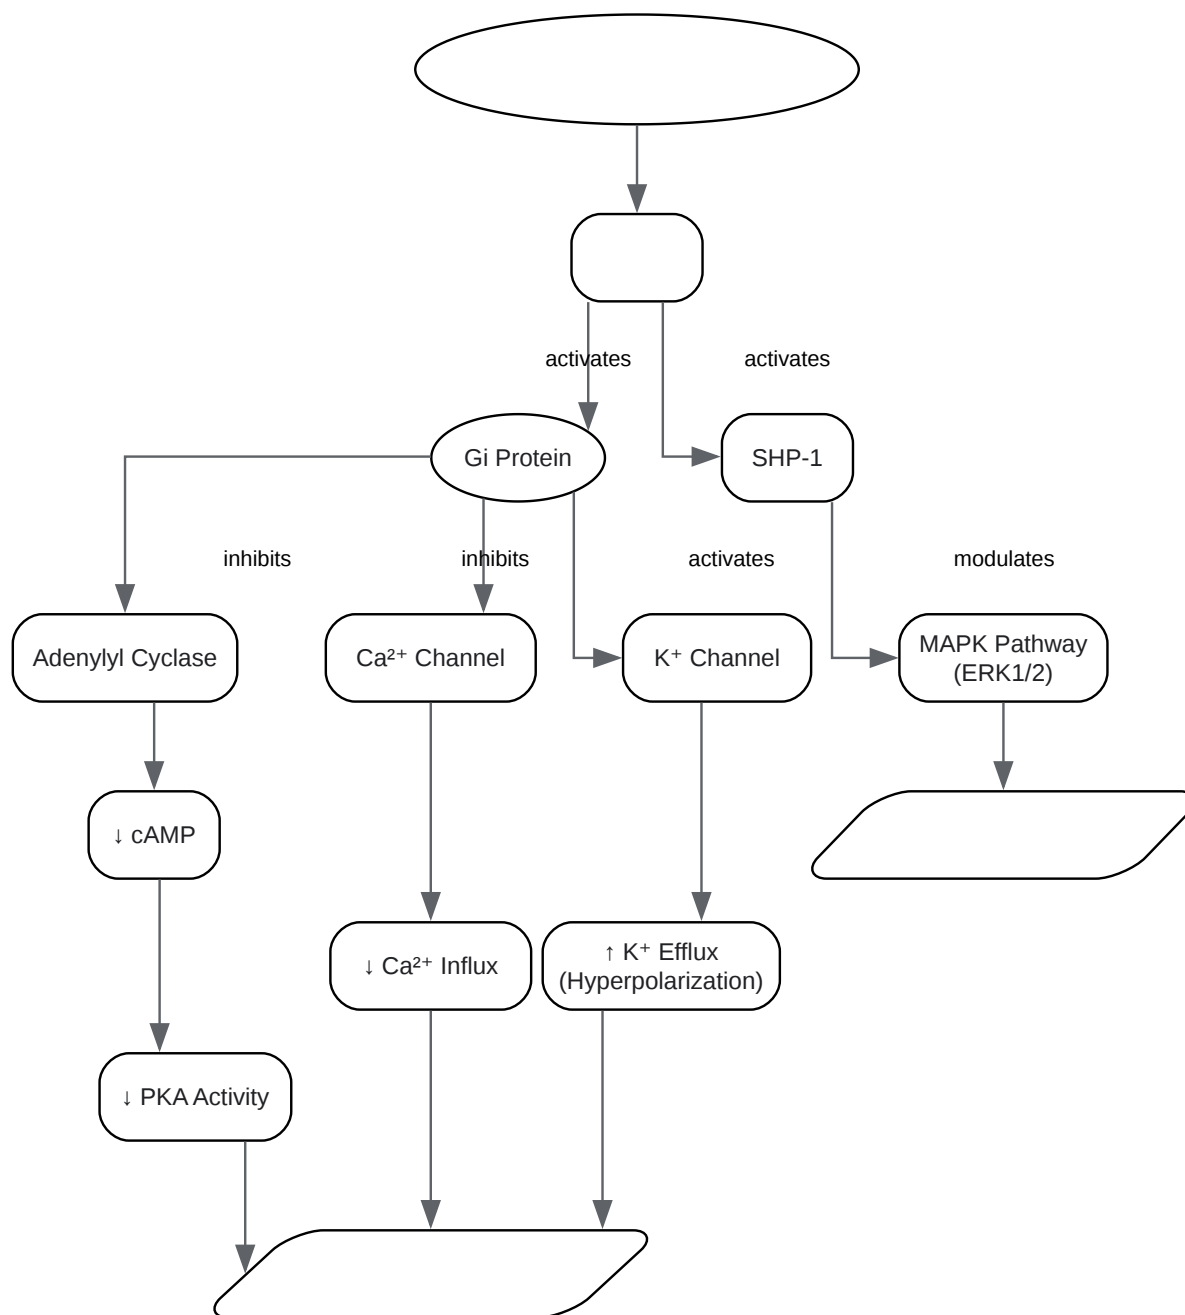 activates
activates
Gi Protein
SHP-1
inhibits
inhibits
activates
modulates
Adenylyl Cyclase
Ca²⁺ Channel
K⁺ Channel
MAPK Pathway
(ERK1/2)
↓ cAMP
↓ Ca²⁺ Influx
↑ K⁺ Efflux
(Hyperpolarization)
↓ PKA Activity